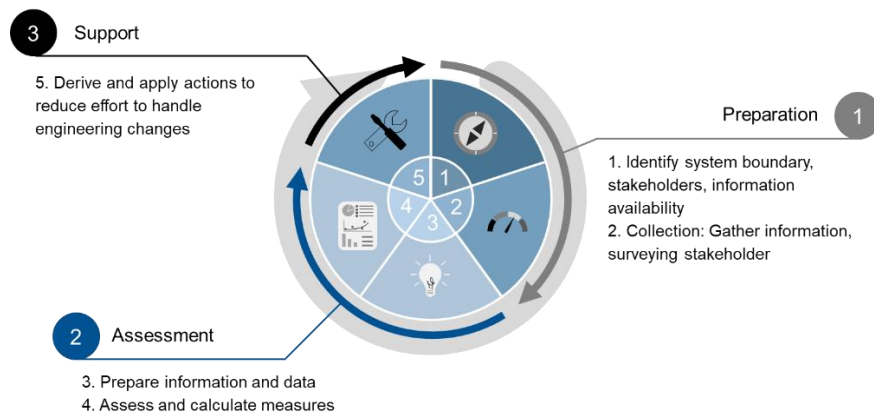 3 Support
5. Derive and apply actions to
reduce effort to handle
engineering changes
Preparation 1
1. Identify system boundary,
stakeholders, information
availability
2. Collection: Gather information,
surveying stakeholder
5 1
4 2
3
2 Assessment
3. Prepare information and data
4. Assess and calculate measures